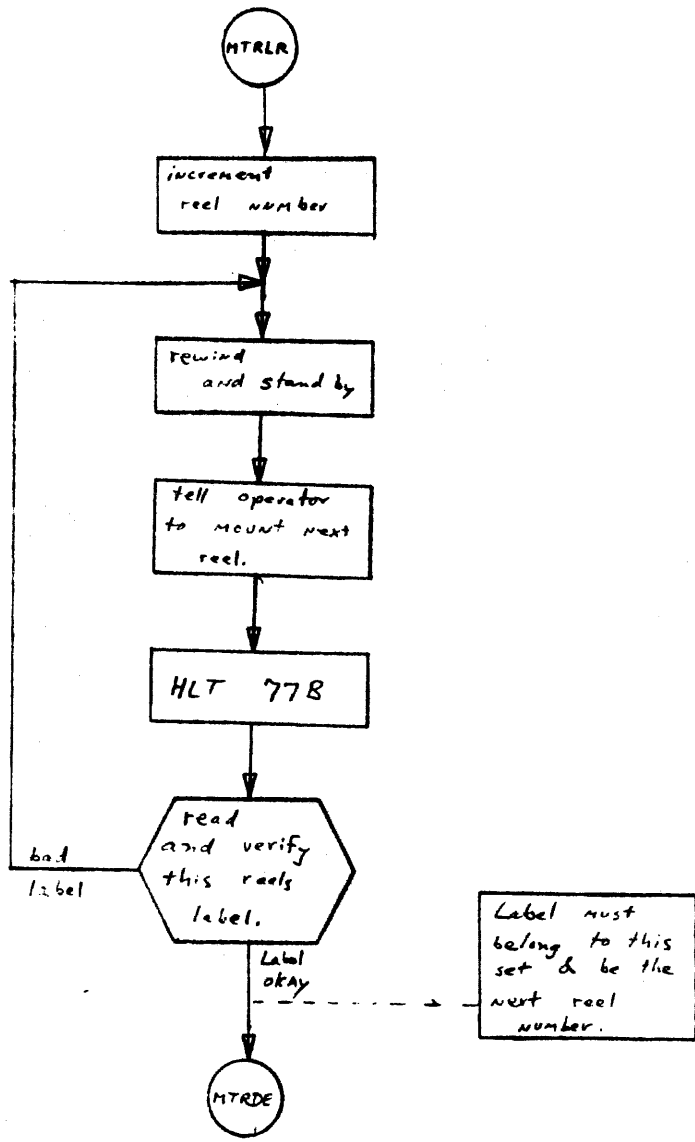 MTRLR
increment
reel number
rewind
and stand by
tell operator
to mount next
reel.
HLT 77B
read
and verify
this reels
label.
bad
label
Label
okay
Label must
belong to this
set & be the
next reel
number.
MTRDE